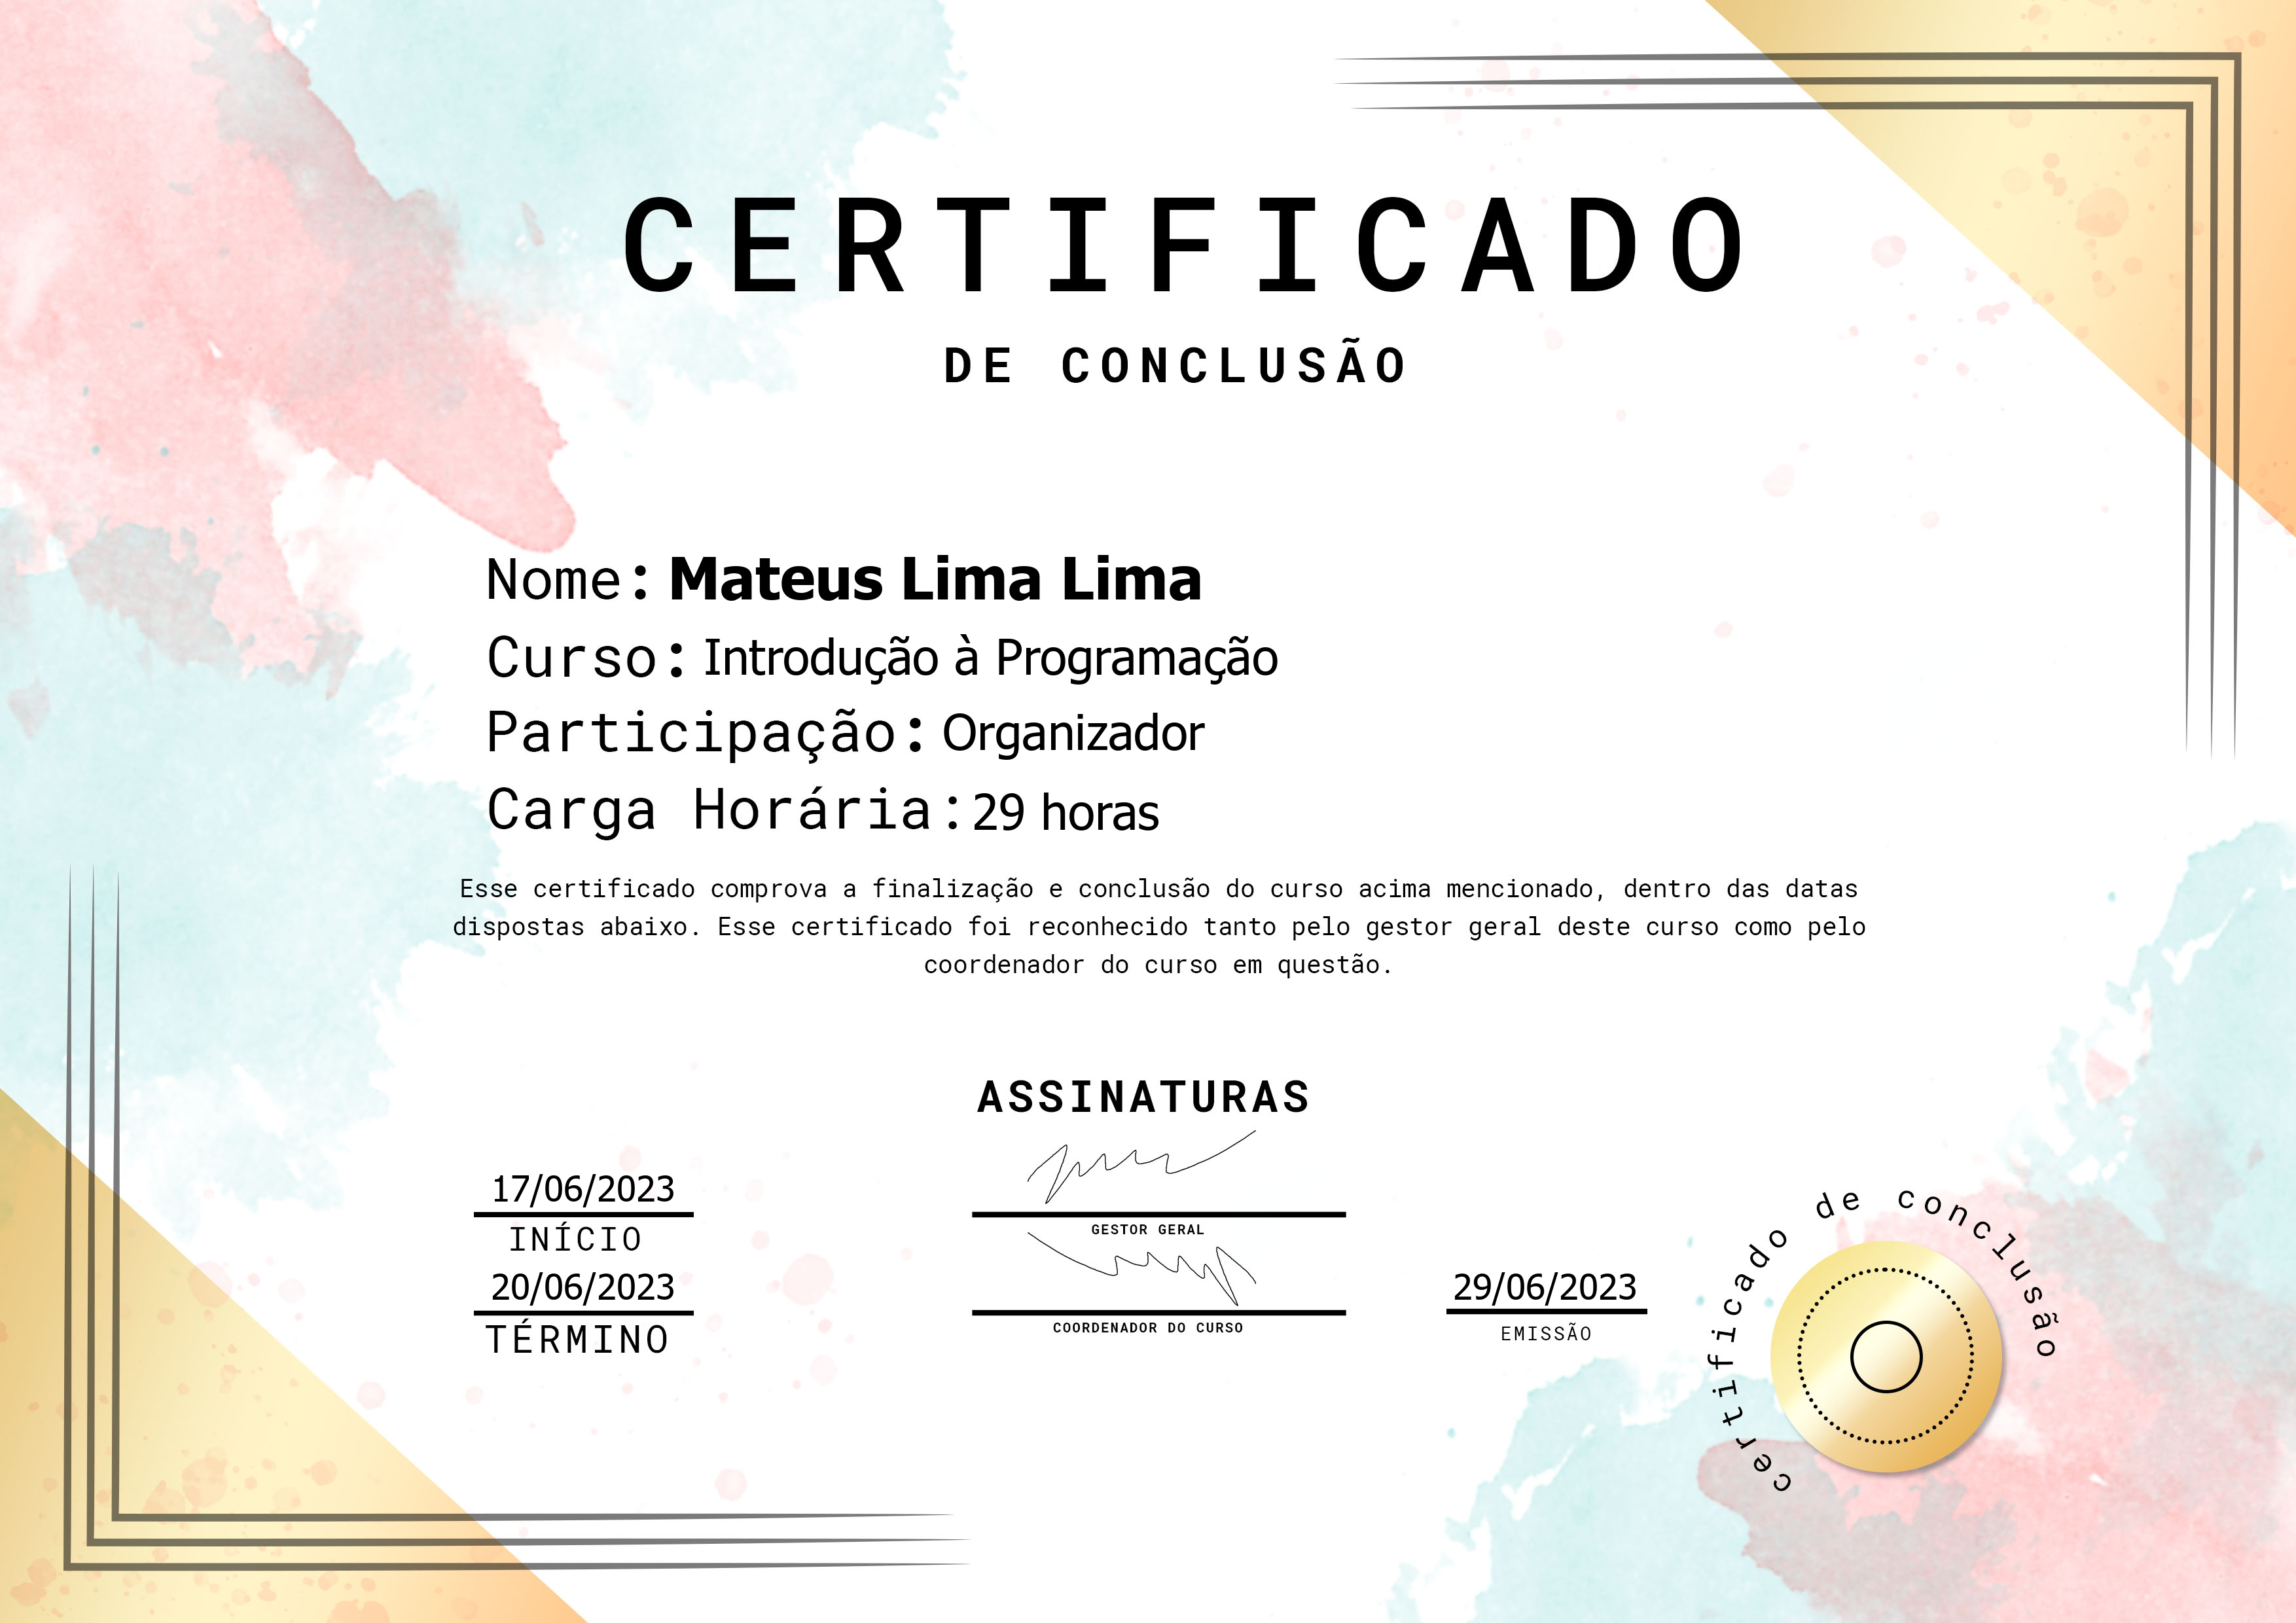 CERTIFICADO
DE CONCLUSÃO
Nome: Mateus Lima Lima
Curso: Introdução à Programação
Participação: Organizador
Carga Horária: 29 horas
Esse certificado comprova a finalização e conclusão do curso acima mencionado, dentro das datas
dispostas abaixo. Esse certificado foi reconhecido tanto pelo gestor geral deste curso como pelo
coordenador do curso em questão.
ASSINATURAS
17/06/2023
INÍCIO
20/06/2023
TÉRMINO
GESTOR GERAL
COORDENADOR DO CURSO
29/06/2023
EMISSÃO
certificado de conclusão